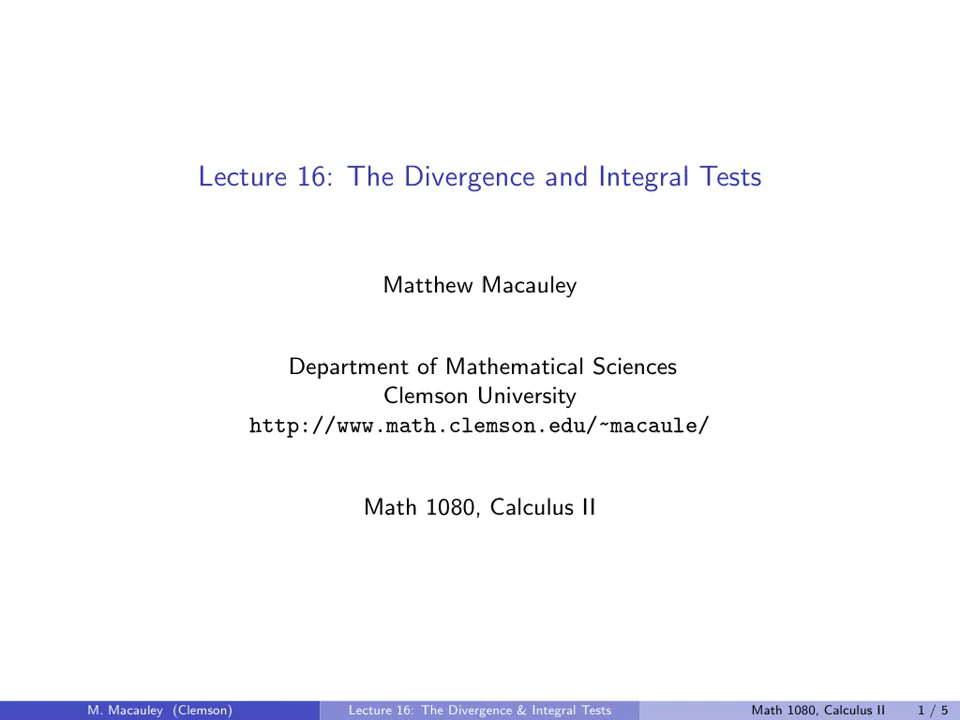 Lecture 16: The Divergence and Integral Tests
Matthew Macauley
Department of Mathematical Sciences
Clemson University
http://www.math.clemson.edu/~macaule/
Math 1080, Calculus II
M. Macauley (Clemson) Lecture 16: The Divergence & Integral Tests Math 1080, Calculus II 1 / 5